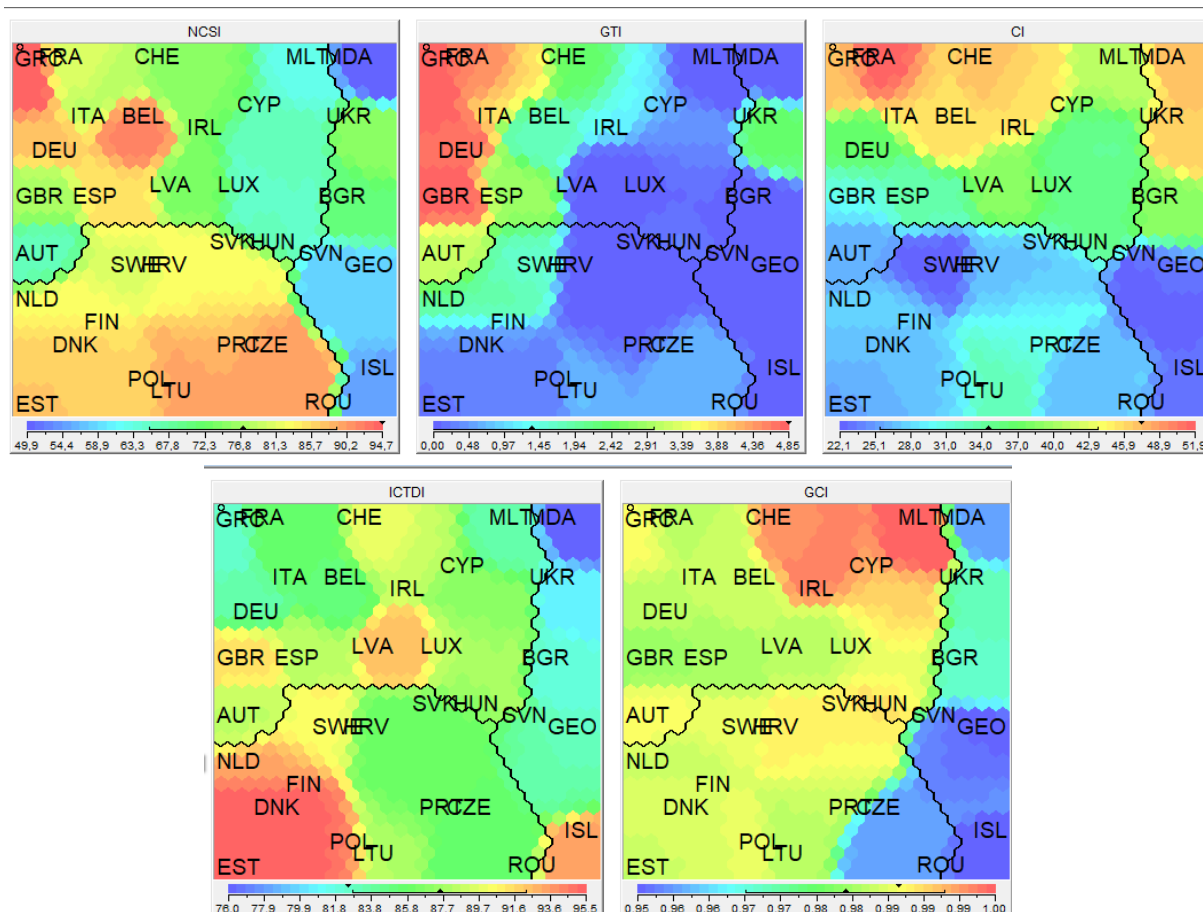 NCSI GTI CI
GRC FRA CHE MLT MDA GRC FRA CHE MLT MDA GRC FRA CHE MLT MDA
CYP CYP CYP
ITA BEL IRL UKR ITA BEL IRL UKR ITA BEL IRL UKR
DEU DEU DEU
GBR ESP LVA LUX BGR GBR ESP LVA LUX BGR GBR ESP LVA LUX BGR
SVK HUN SVK HUN SVK HUN
AUT SVN AUT SVN AUT SVN
SWE HRV GEO SWE HRV GEO SWE HRV GEO
NLD NLD NLD
FIN FIN FIN
DNK PRT CZE DNK PRT CZE DNK PRT CZE
ISL ISL ISL
POL LTU POL LTU POL LTU
EST ROU EST ROU EST ROU
49,9 54,4 58,9 63,3 67,8 72,3 76,8 81,3 85,7 90,2 94,7 0,00 0,48 0,97 1,46 1,94 2,42 2,91 3,39 3,88 4,36 4,85 22,1 25,1 28,0 31,0 34,0 37,0 40,0 42,9 45,9 48,9 51,9
ICTDI GCI
GRC FRA CHE MLT MDA GRC FRA CHE MLT MDA
CYP CYP
ITA BEL IRL UKR ITA BEL IRL UKR
DEU DEU
GBR ESP LVA LUX BGR GBR ESP LVA LUX BGR
SVK HUN SVK HUN
AUT SVN AUT SVN
SWE HRV GEO SWE HRV GEO
NLD NLD
FIN FIN
DNK PRT CZE DNK PRT CZE
ISL ISL
POL LTU POL LTU
EST ROU EST ROU
76,0 77,9 79,9 81,8 83,8 85,8 87,7 89,7 91,6 93,6 95,5 0,95 0,96 0,96 0,97 0,97 0,98 0,98 0,99 0,99 0,99 1,00